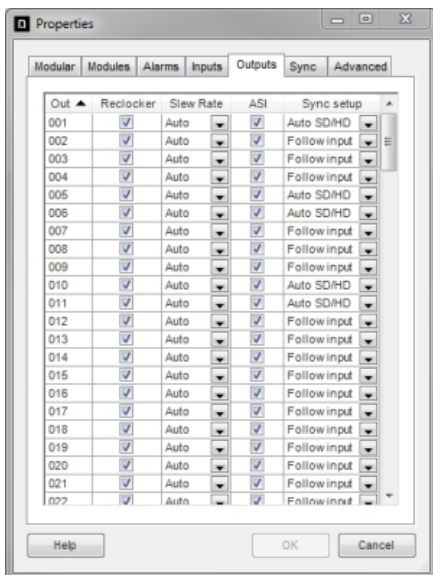 Properties
Modular Modules Alarms Inputs Outputs Sync Advanced
Out Reclocker Slew Rate ASI Sync setup
001 Auto Auto SD/HD
002 Auto Follow input
003 Auto Follow input
004 Auto Follow input
005 Auto Auto SD/HD
006 Auto Auto SD/HD
007 Auto Follow input
008 Auto Follow input
009 Auto Follow input
010 Auto Auto SD/HD
011 Auto Auto SD/HD
012 Auto Follow input
013 Auto Follow input
014 Auto Follow input
015 Auto Follow input
016 Auto Follow input
017 Auto Follow input
018 Auto Follow input
019 Auto Follow input
020 Auto Follow input
021 Auto Follow input
022 Auto Follow input
Help OK Cancel